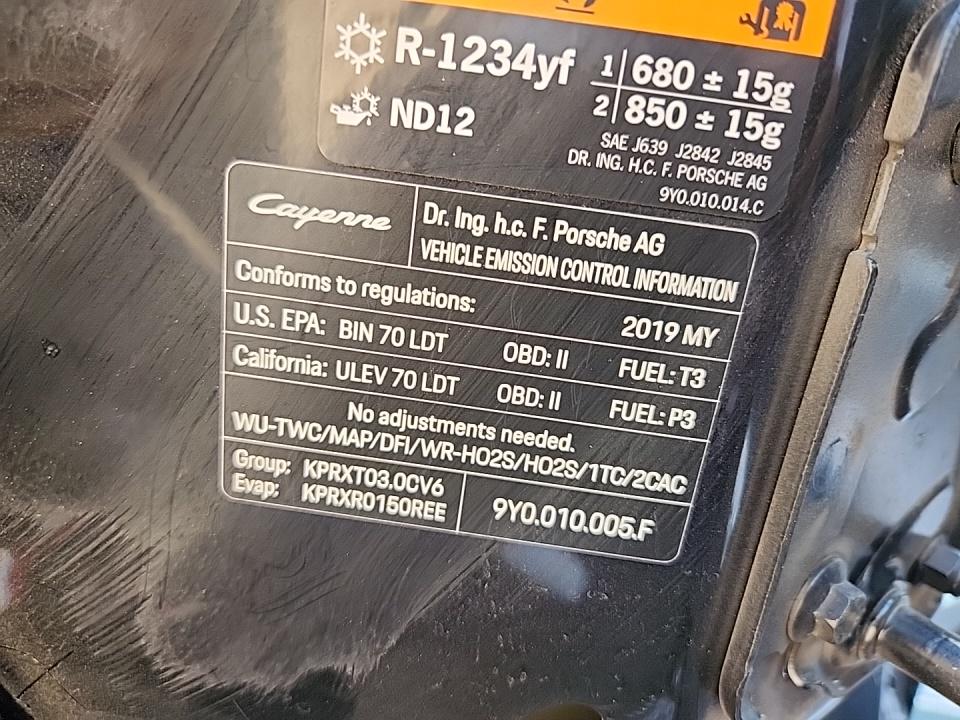 R-1234yf 1 680 ± 15g
2 850 ± 15g
ND12
SAE J639 J2842 J2845
DR. ING. H.C. F. PORSCHE AG
9Y0.010.014.C
Cayenne
Dr. Ing. h.c. F. Porsche AG
VEHICLE EMISSION CONTROL INFORMATION
Conforms to regulations: 2019 MY
U.S. EPA: BIN 70 LDT OBD: II FUEL: T3
California: ULEV 70 LDT OBD: II FUEL: P3
No adjustments needed.
WU-TWC/MAP/DFI/WR-HO2S/HO2S/1TC/2CAC
Group: KPRXT03.0CV6
Evap: KPRXR0150REE
9Y0.010.005.F